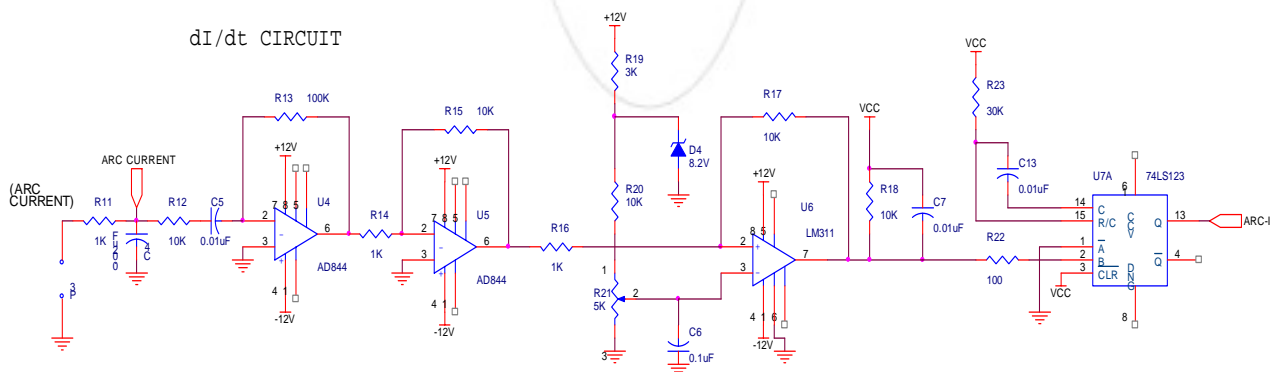 dI/dt CIRCUIT
+12V
R19
3K
VCC
R23
30K
R13 100K
R15 10K
R17
10K
VCC
D4
8.2V
ARC CURRENT
(ARC CURRENT)
R11
1K
R12
10K
C5
0.01uF
+12V
7 8 5
U4
2
3
6
AD844
4 1
-12V
R14
1K
+12V
7 8 5
U5
2
3
6
AD844
4 1
-12V
R16
1K
R20
10K
1
R21
5K
2
3
C6
0.1uF
+12V
8 5
U6
LM311
2
3
7
4 1 6
-12V
R18
10K
C7
0.01uF
R22
100
C13
0.01uF
U7A 74LS123
14 C
15 R/C
1 A
2 B
3 CLR
VCC
VCC
GND
Q 13
Q 4
8
ARC-I